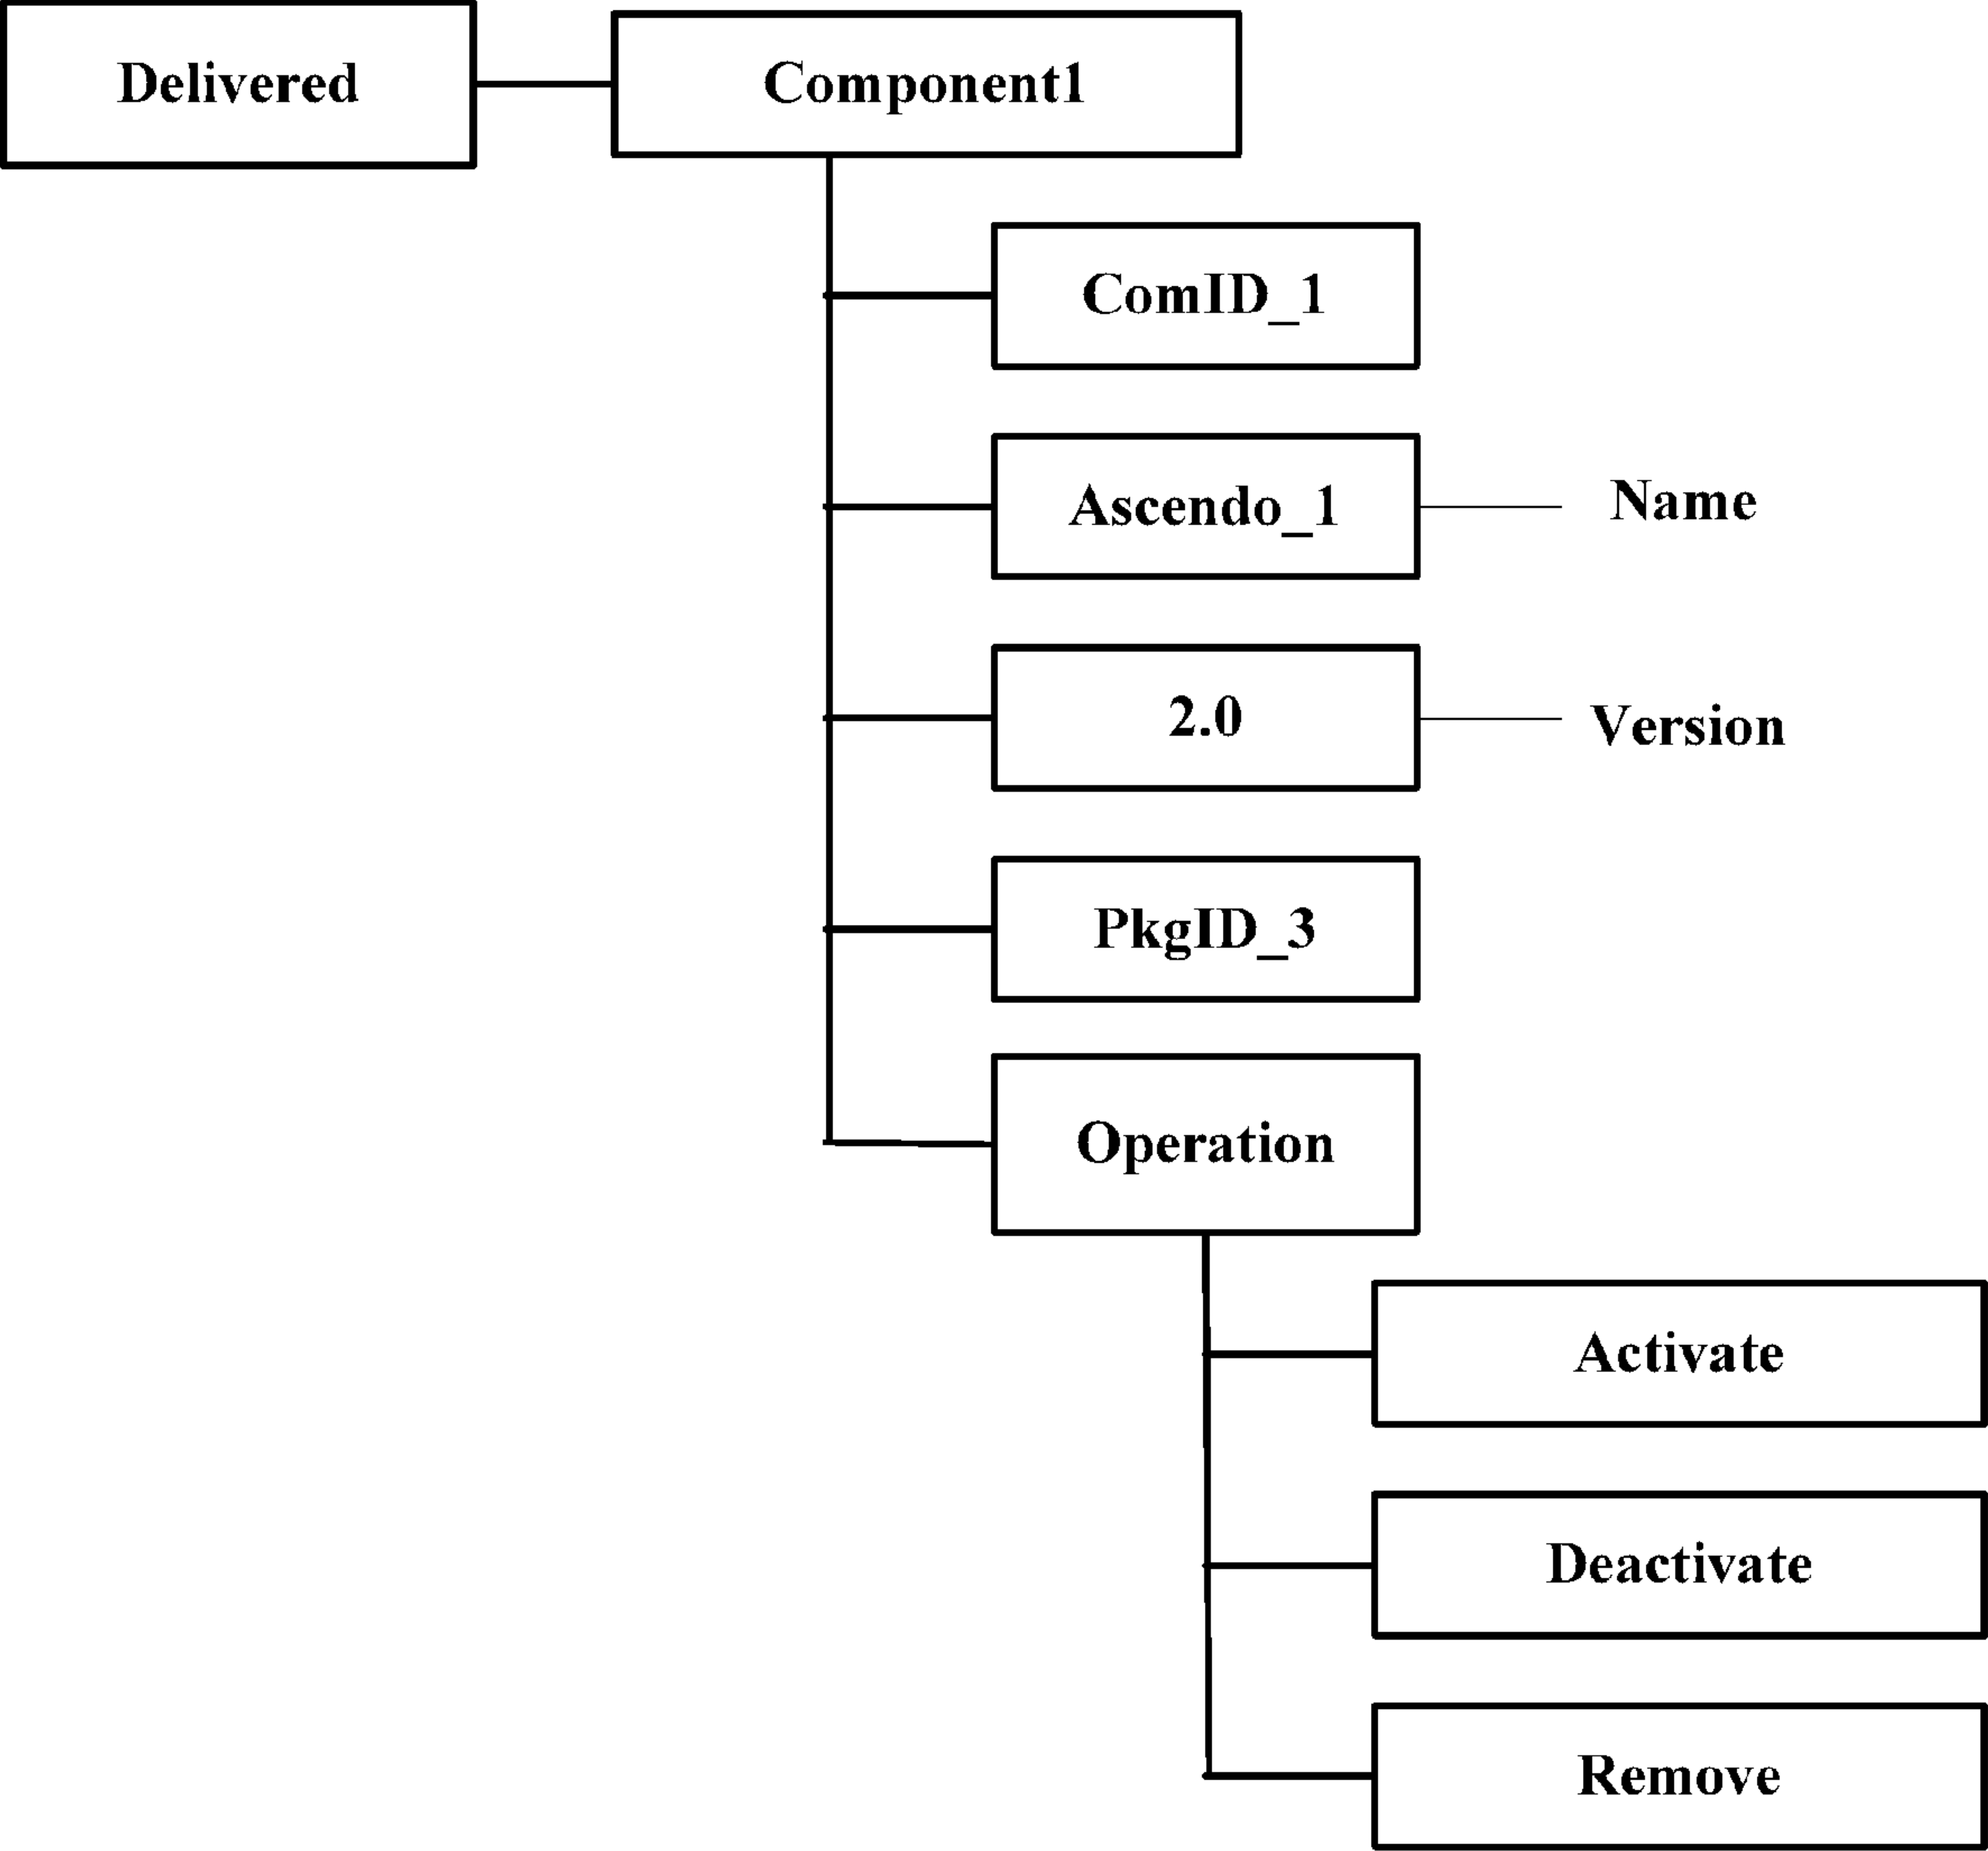 Delivered
Component1
ComID_1
Ascendo_1
Name
2.0
Version
PkgID_3
Operation
Activate
Deactivate
Remove